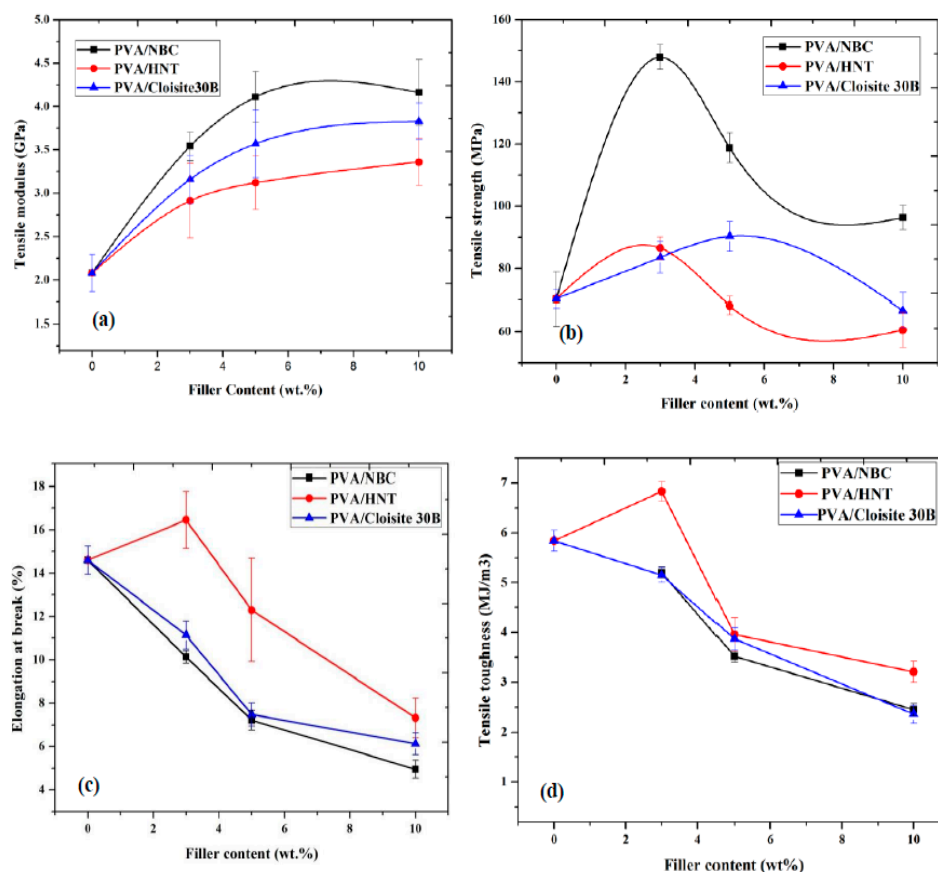 5.0
4.5
4.0
3.5
3.0
2.5
2.0
1.5
Tensile modulus (GPa)
PVA/NBC
PVA/HNT
PVA/Cloisite30B
(a)
0 2 4 6 8 10
Filler Content (wt.%)
160
140
120
100
80
60
Tensile strength (MPa)
PVA/NBC
PVA/HNT
PVA/Cloisite 30B
(b)
0 2 4 6 8 10
Filler content (wt.%)
18
16
14
12
10
8
6
4
Elongation at break (%)
PVA/NBC
PVA/HNT
PVA/Cloisite 30B
(c)
0 2 4 6 8 10
Filler content (wt.%)
7
6
5
4
3
2
1
Tensile toughness (MJ/m3)
PVA/NBC
PVA/HNT
PVA/Cloisite 30B
(d)
0 2 4 6 8 10
Filler content (wt%)